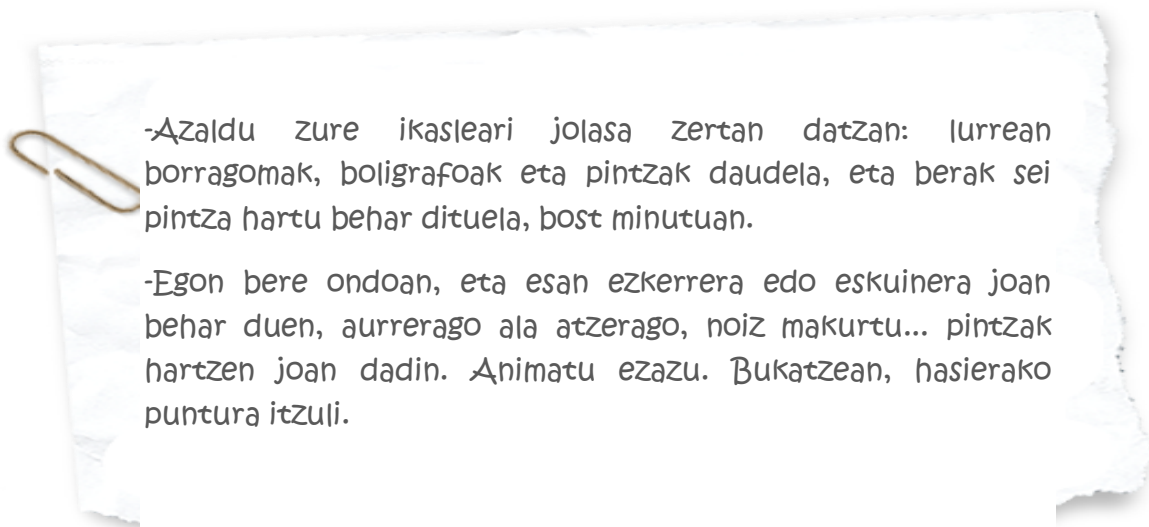 -Azaldu zure ikasleari jolasa zertan datzan: lurrean
borragomak, boligrafoak eta pintzak daudela, eta berak sei
pintza hartu behar dituela, bost minutuan.
-Egon bere ondoan, eta esan ezkerrera edo eskuinera joan
behar duen, aurrerago ala atzerago, noiz makurtu... pintzak
hartzen joan dadin. Animatu ezazu. Bukatzean, hasierako
puntura itzuli.